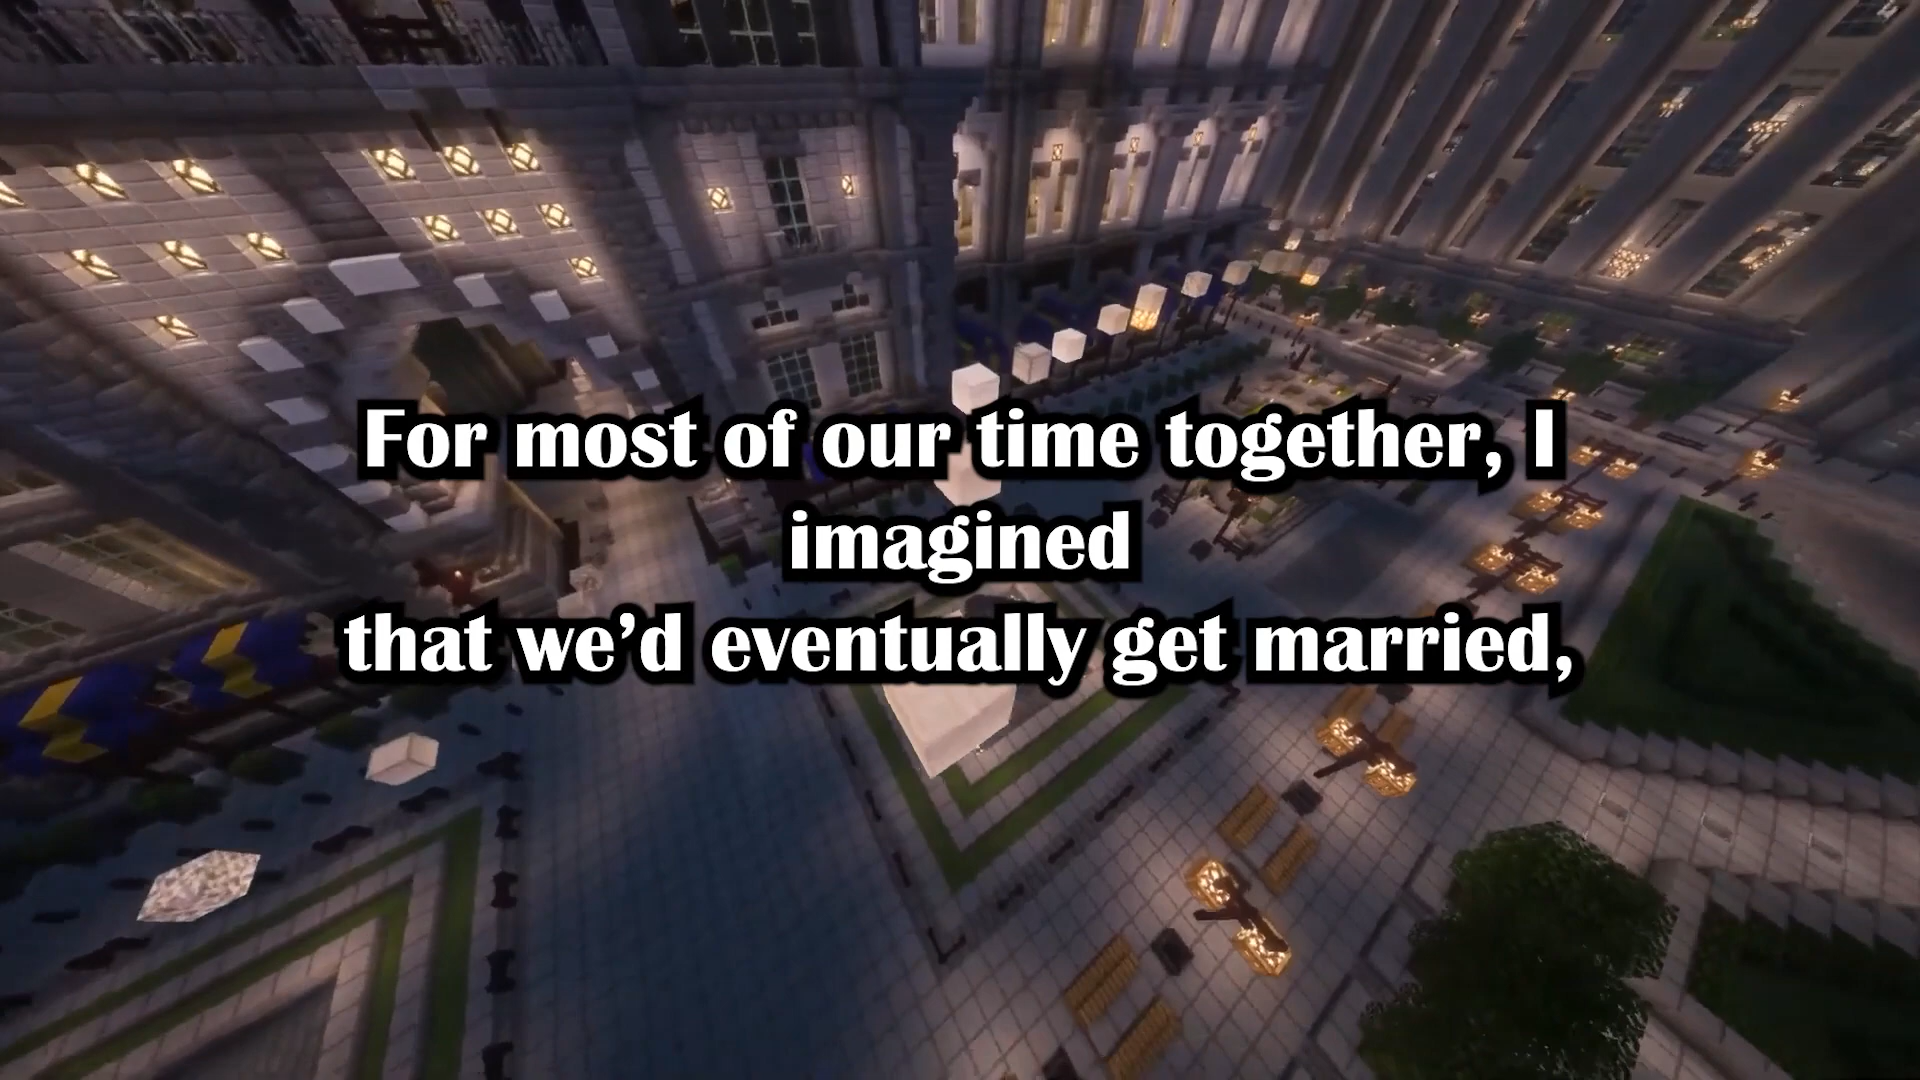 For most of our time together, I
imagined
that we’d eventually get married,